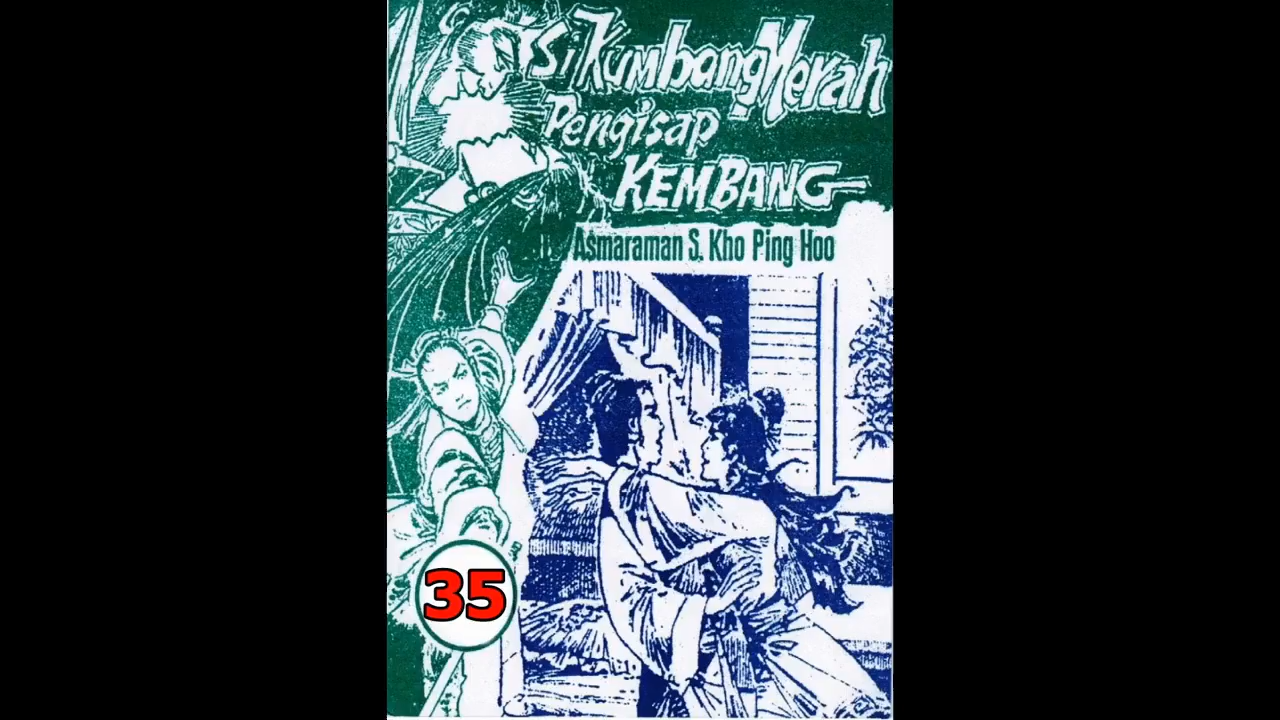 Si Kumbang Merah
Pengisap
KEMBANG
Asmaraman S. Kho Ping Hoo
35